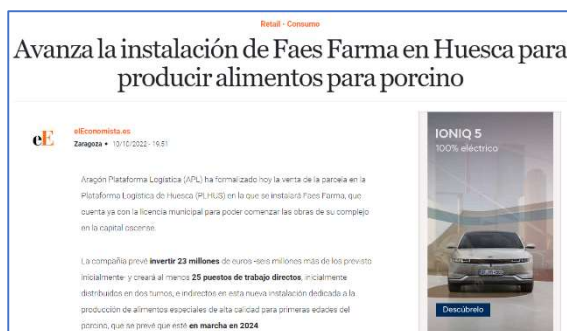 Retail - Consumo
Avanza la instalación de Faes Farma en Huesca para
producir alimentos para porcino
eE
elEconomista.es
Zaragoza • 10/10/2022 - 19:51
Aragón Plataforma Logística (APL) ha formalizado hoy la venta de la parcela en la
Plataforma Logística de Huesca (PLHUS) en la que se instalará Faes Farma, que
cuenta ya con la licencia municipal para poder comenzar las obras de su complejo
en la capital oscense.
La compañía prevé invertir 23 millones de euros -seis millones más de los previsto
inicialmente- y creará al menos 25 puestos de trabajo directos, inicialmente
distribuidos en dos turnos, e indirectos en esta nueva instalación dedicada a la
producción de alimentos especiales de alta calidad para primeras edades del
porcino, que se prevé que esté en marcha en 2024
IONIQ 5
100% eléctrico
Descúbrelo